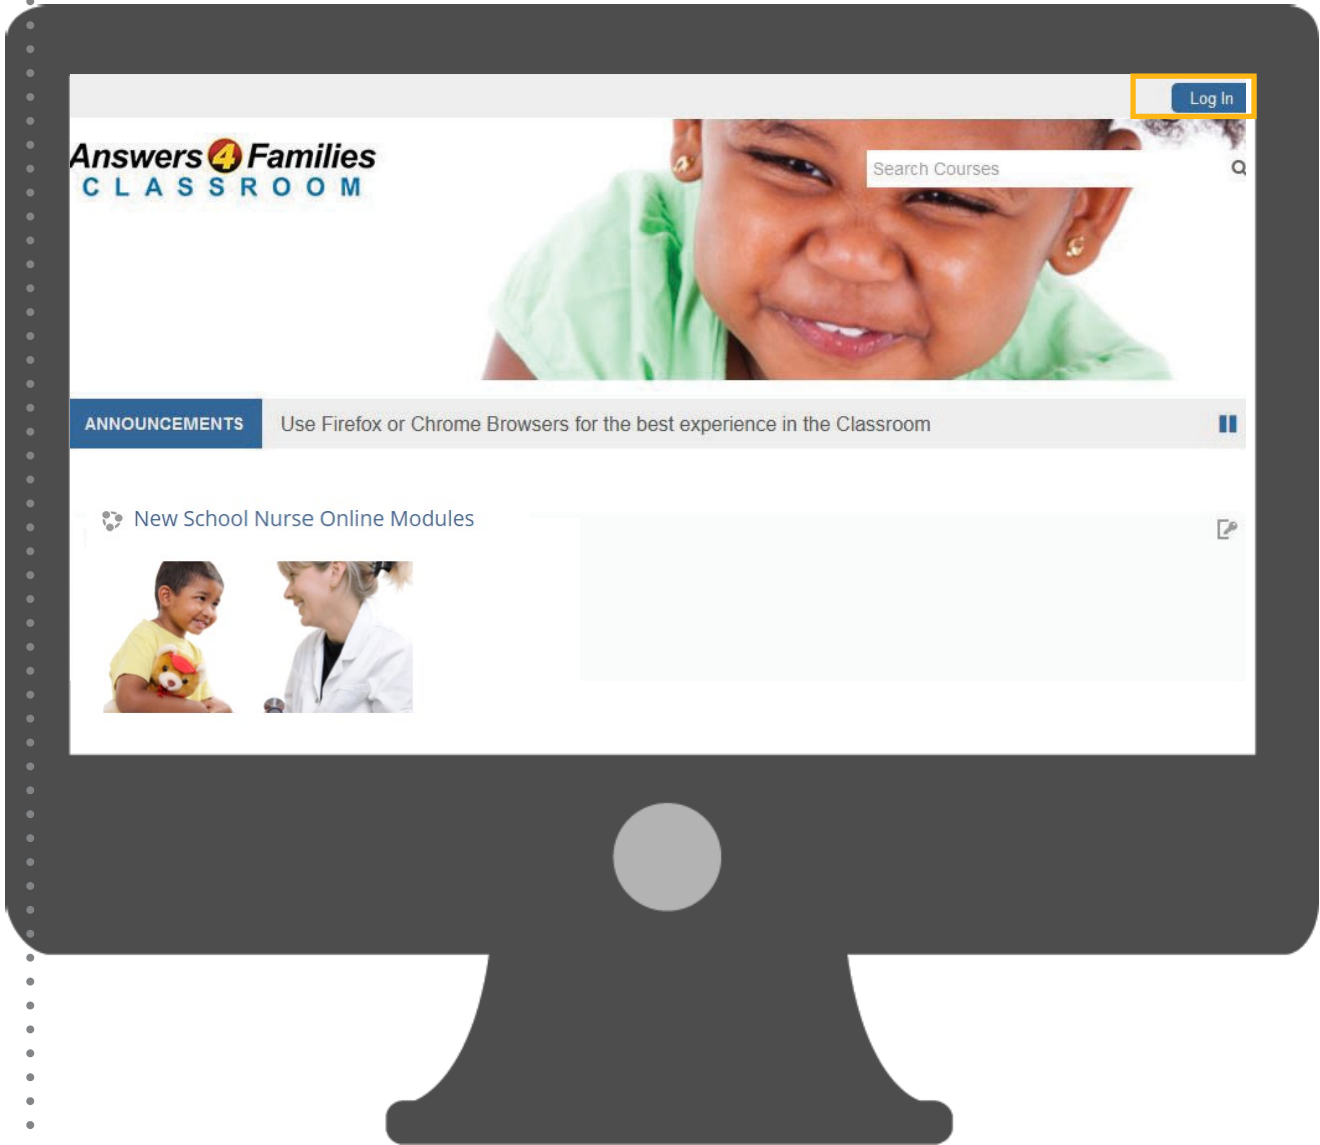 Log In
Answers 4 Families
CLASSROOM
Search Courses
ANNOUNCEMENTS
Use Firefox or Chrome Browsers for the best experience in the Classroom
New School Nurse Online Modules